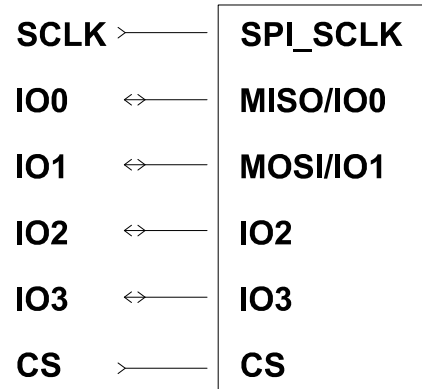 SCLK SPI_SCLK
IO0 MISO/IO0
IO1 MOSI/IO1
IO2 IO2
IO3 IO3
CS CS